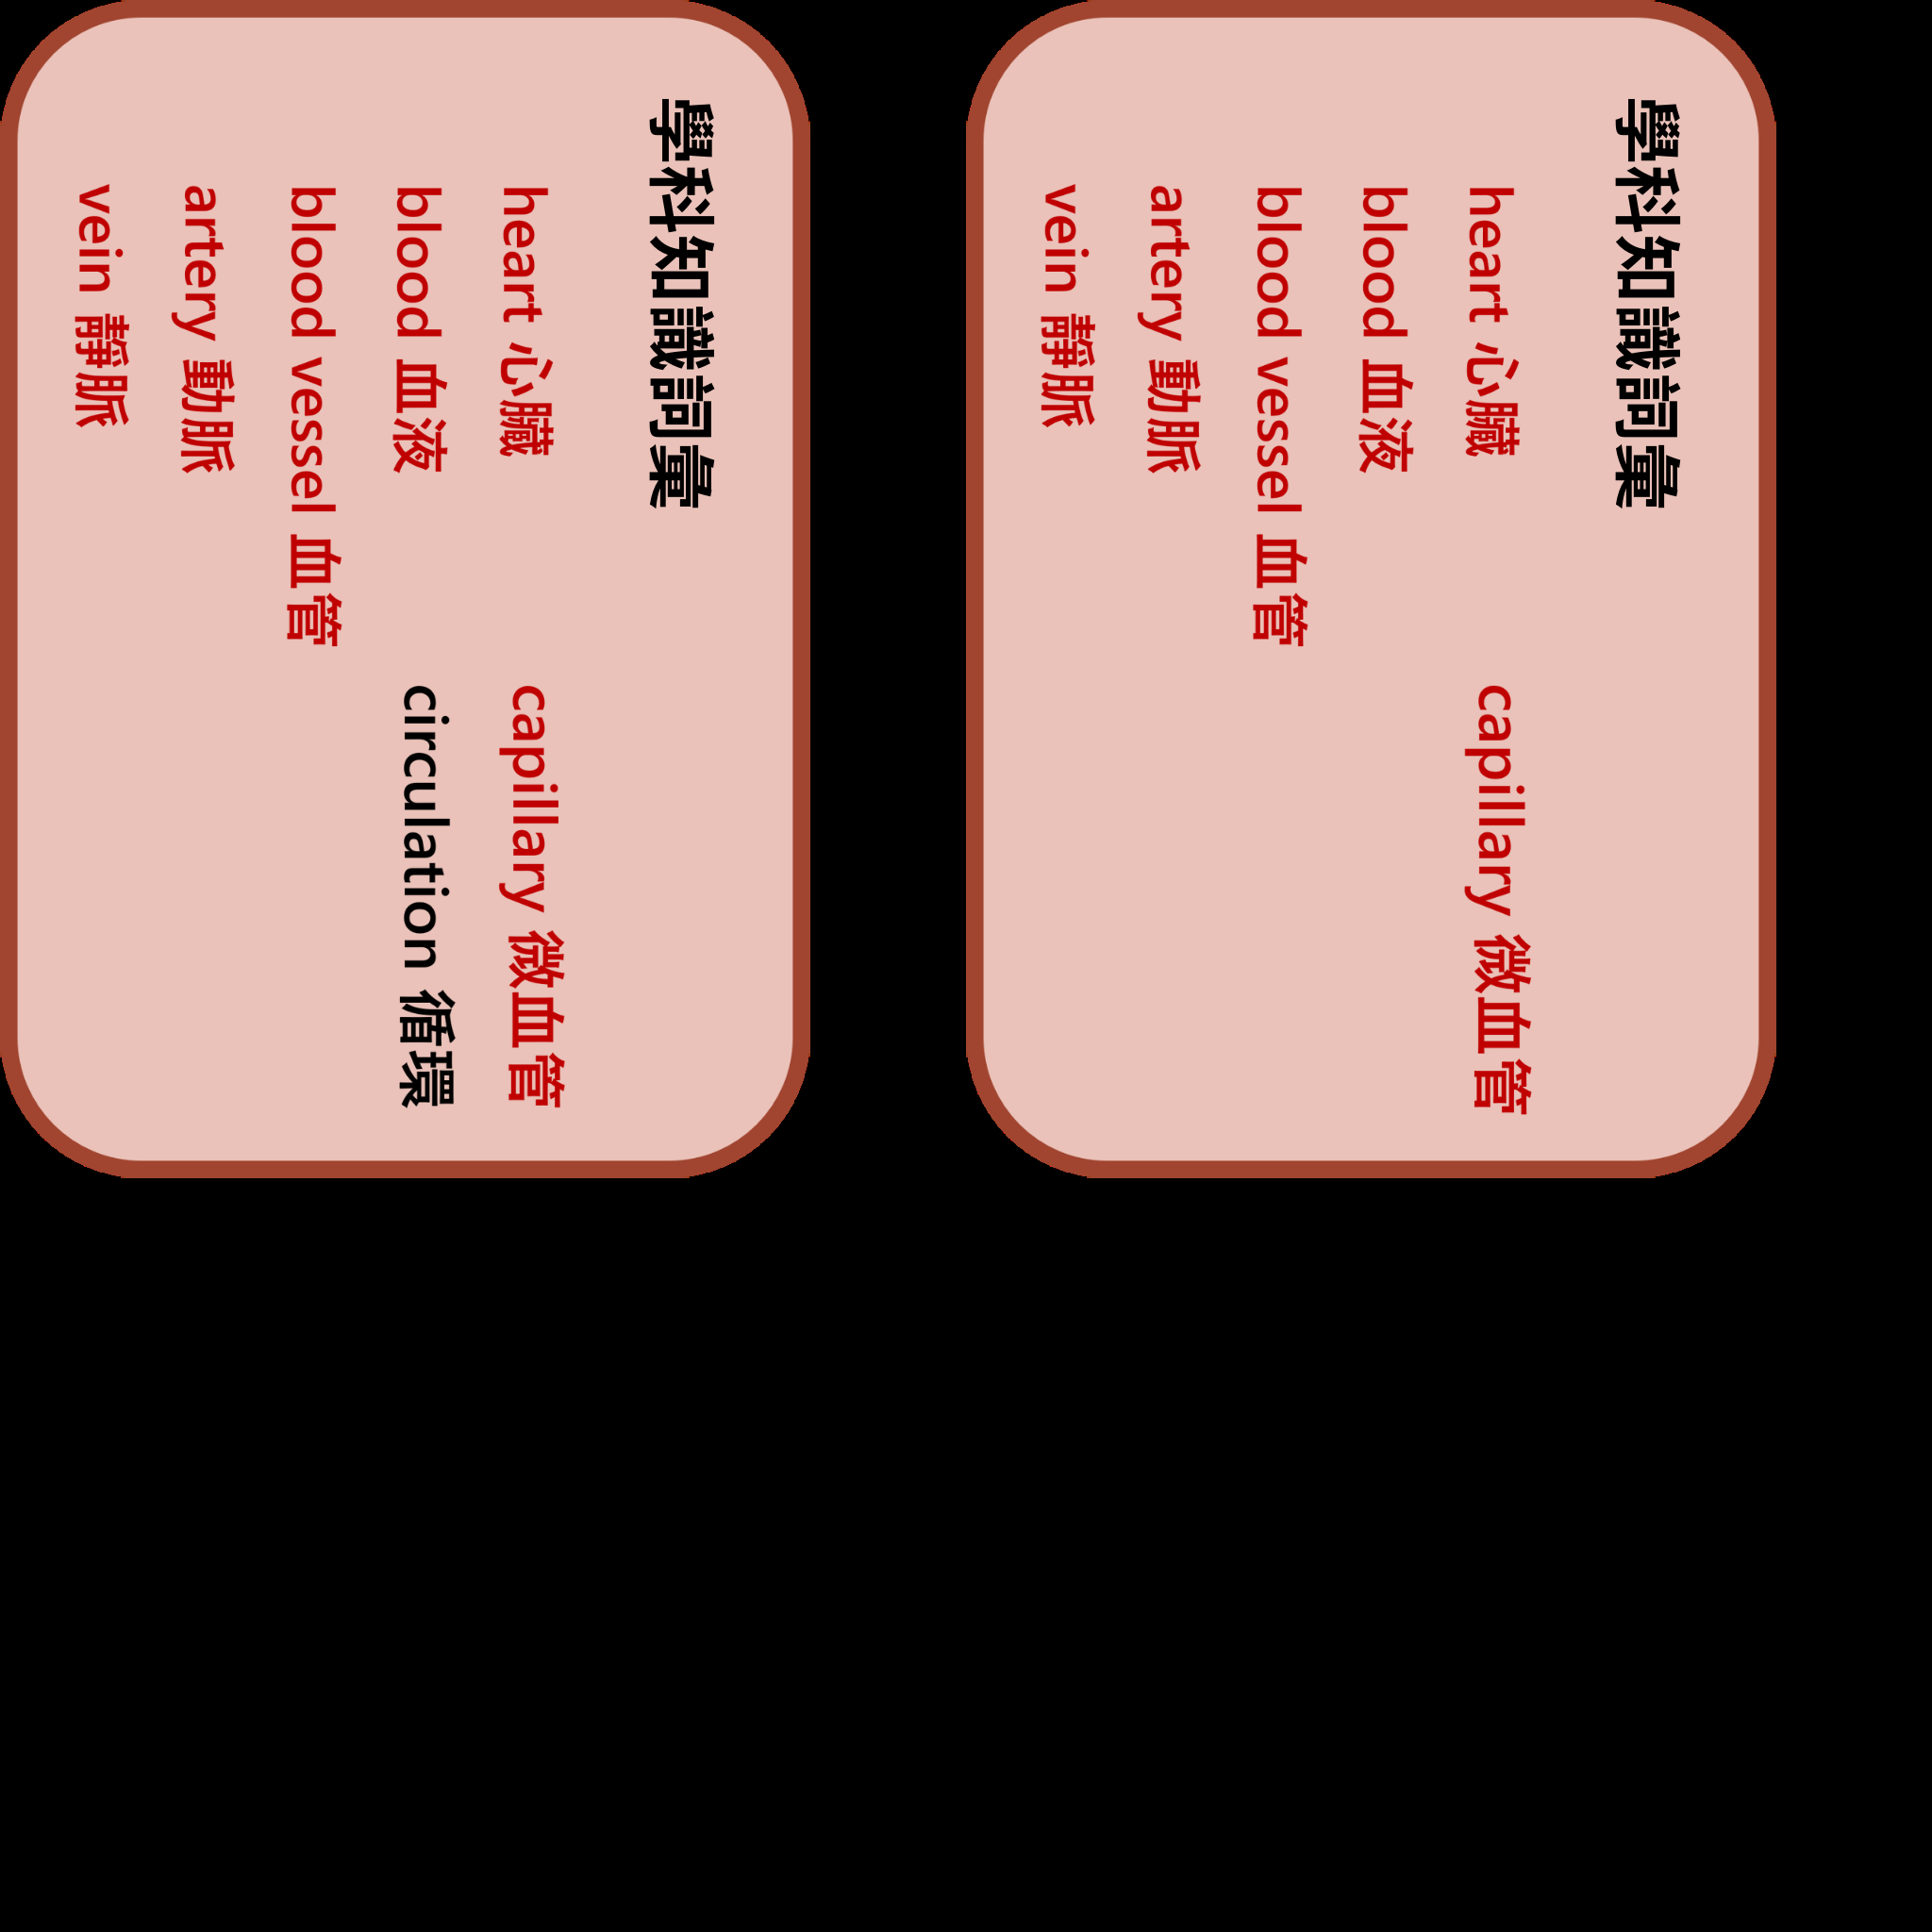 學科知識詞彙
heart 心臟
blood 血液
blood vessel 血管
artery 動脈
vein 靜脈
capillary 微血管
circulation 循環
學科知識詞彙
heart 心臟
blood 血液
blood vessel 血管
artery 動脈
vein 靜脈
capillary 微血管